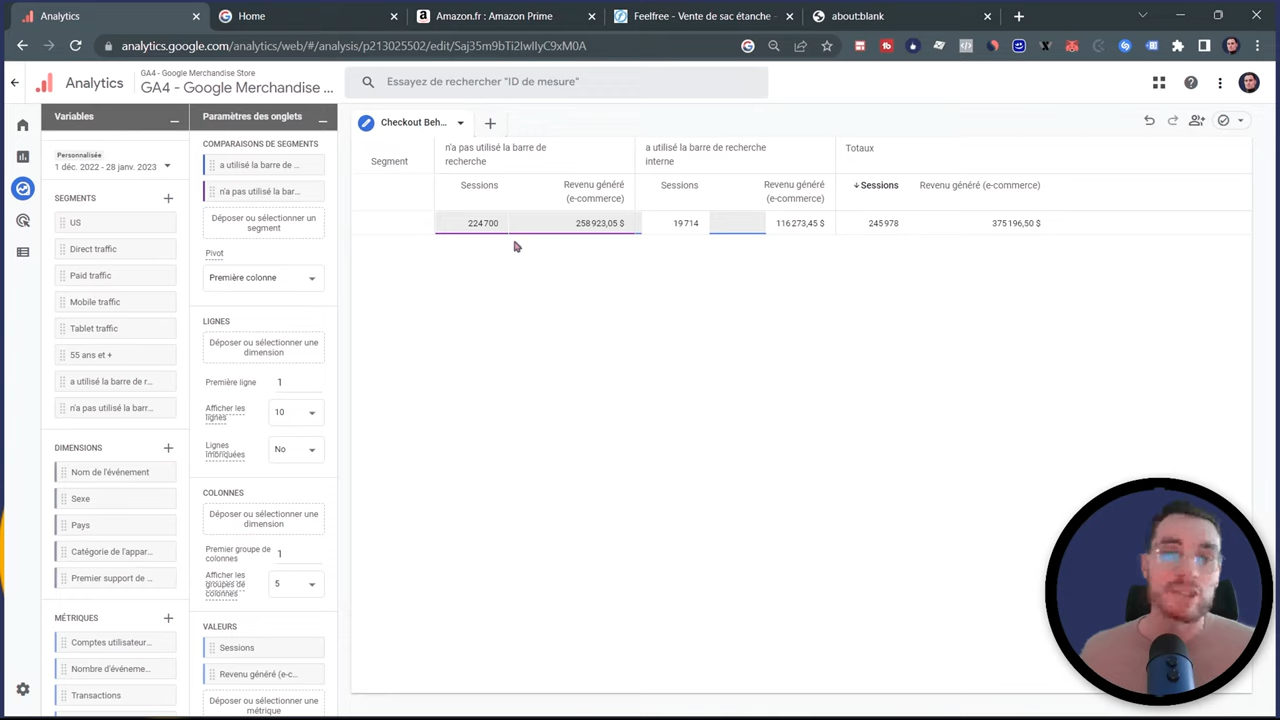 Analytics
Home
Amazon.fr : Amazon Prime
Feelfree - Vente de sac étanche -
about:blank
analytics.google.com/analytics/web/#/analysis/p213025502/edit/Saj35m9bTi2IwIlyC9xM0A
Analytics
GA4 - Google Merchandise Store
GA4 - Google Merchandise ...
Essayez de rechercher "ID de mesure"
Variables
Personnalisée
1 déc. 2022 - 28 janv. 2023
SEGMENTS
US
Direct traffic
Paid traffic
Mobile traffic
Tablet traffic
55 ans et +
a utilisé la barre de r...
n'a pas utilisé la barr...
DIMENSIONS
Nom de l'événement
Sexe
Pays
Catégorie de l'appar...
Premier support de ...
MÉTRIQUES
Comptes utilisateur...
Nombre d'événeme...
Transactions
Paramètres des onglets
COMPARAISONS DE SEGMENTS
a utilisé la barre de ...
n'a pas utilisé la bar...
Déposer ou sélectionner un
segment
Pivot
Première colonne
LIGNES
Déposer ou sélectionner une
dimension
Première ligne
1
Afficher les
lignes
10
Lignes
imbriquées
No
COLONNES
Déposer ou sélectionner une
dimension
Premier groupe de
colonnes
1
Afficher les
groupes de
colonnes
5
VALEURS
Sessions
Revenu généré (e-c...
Déposer ou sélectionner une
métrique
Checkout Beh...
Segment
n'a pas utilisé la barre de
recherche
a utilisé la barre de recherche
interne
Totaux
Sessions
Revenu généré
(e-commerce)
Sessions
Revenu généré
(e-commerce)
↓ Sessions
Revenu généré (e-commerce)
224 700
258 923,05 $
19 714
116 273,45 $
245 978
375 196,50 $